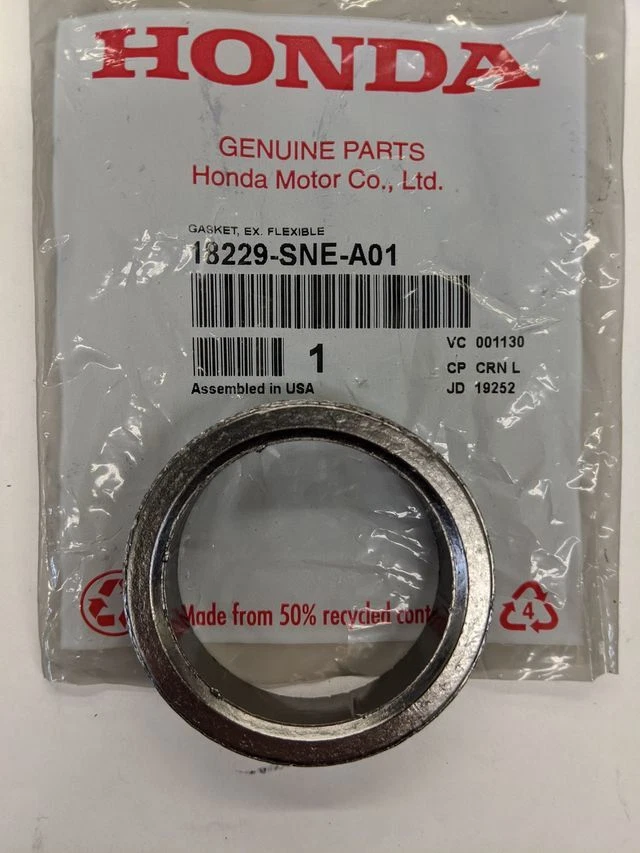 HONDA
GENUINE PARTS
Honda Motor Co., Ltd.
GASKET, EX. FLEXIBLE
18229-SNE-A01
1
VC 001130
CP CRN L
Assembled in USA
JD 19252
Made from 50% recycled
4